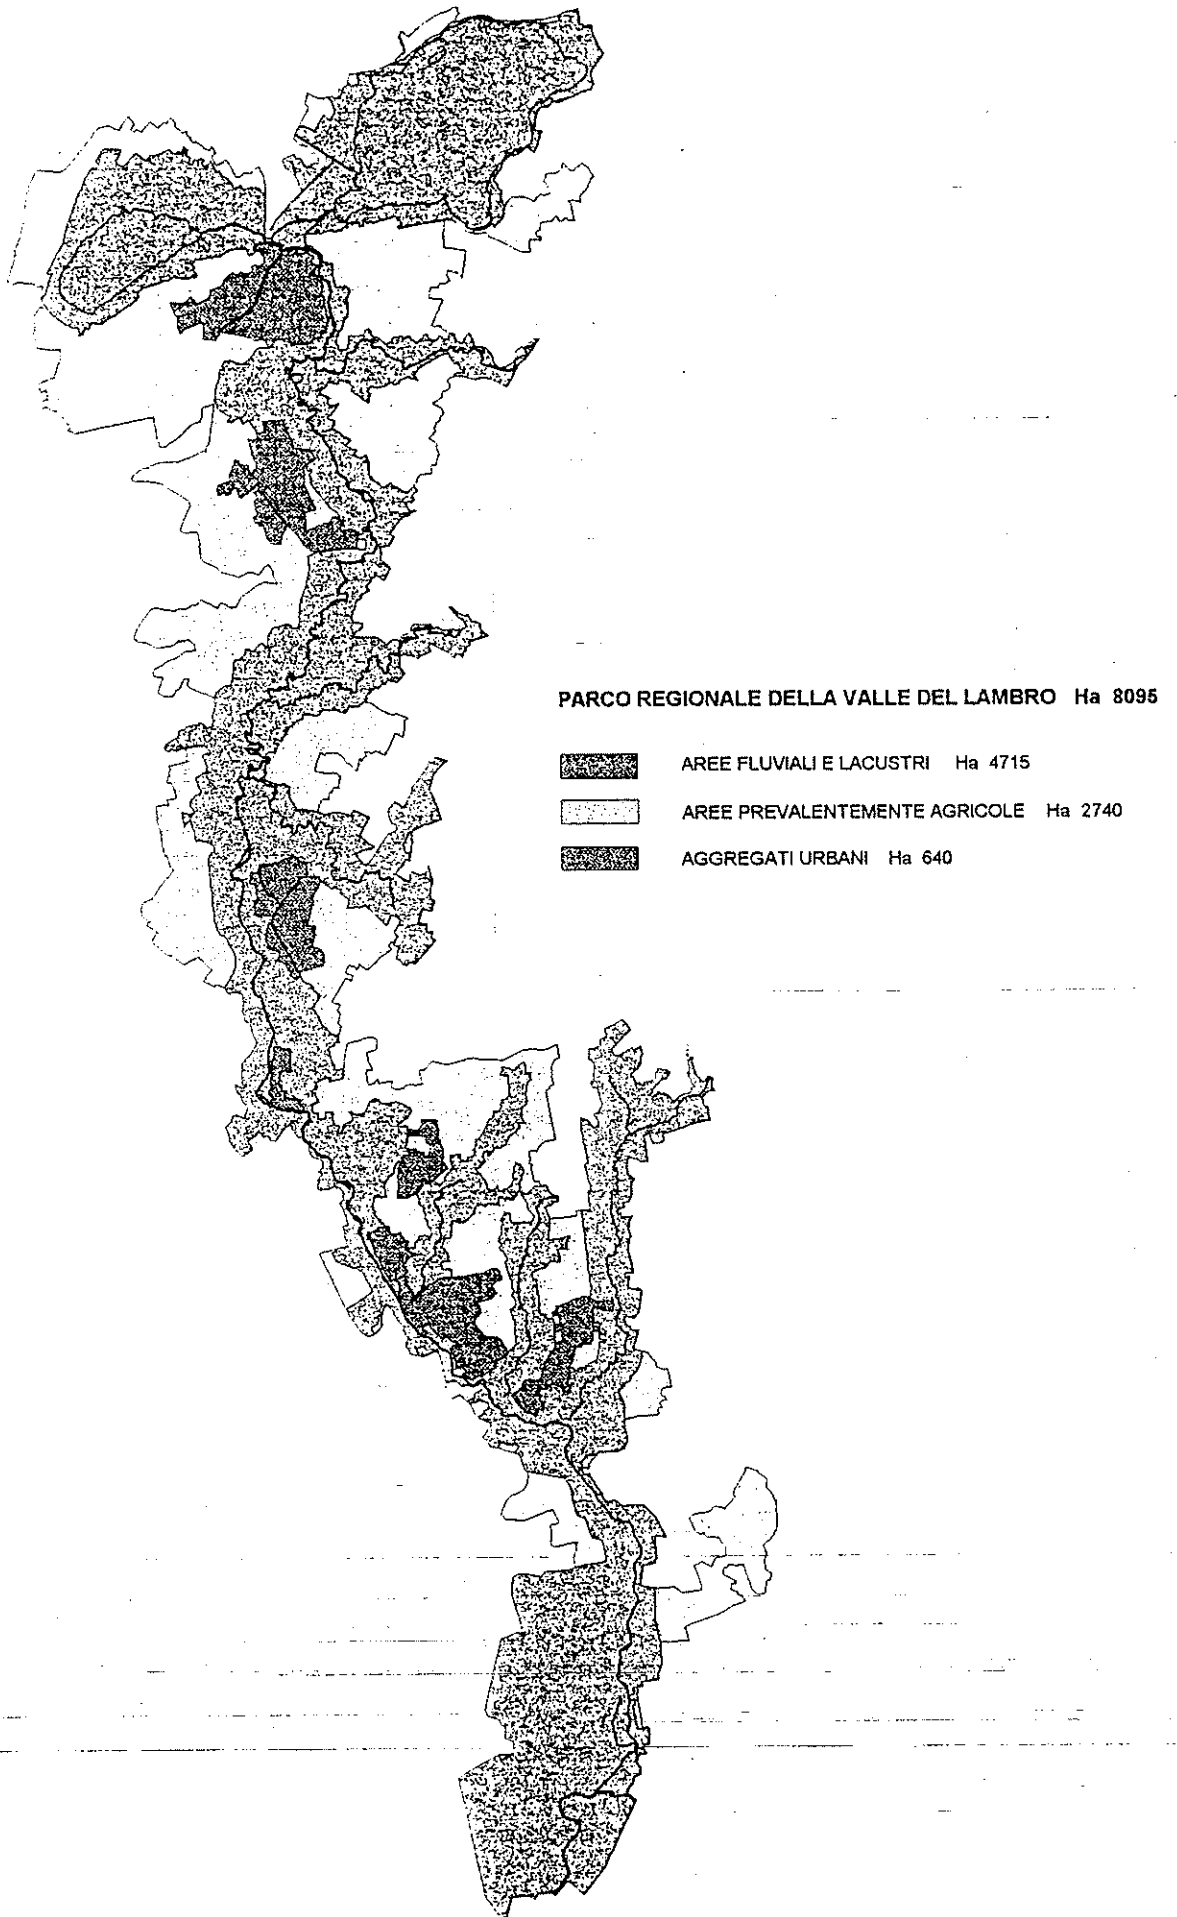 PARCO REGIONALE DELLA VALLE DEL LAMBRO Ha 8095
AREE FLUVIALI E LACUSTRI Ha 4715
AREE PREVALENTEMENTE AGRICOLE Ha 2740
AGGREGATI URBANI Ha 640